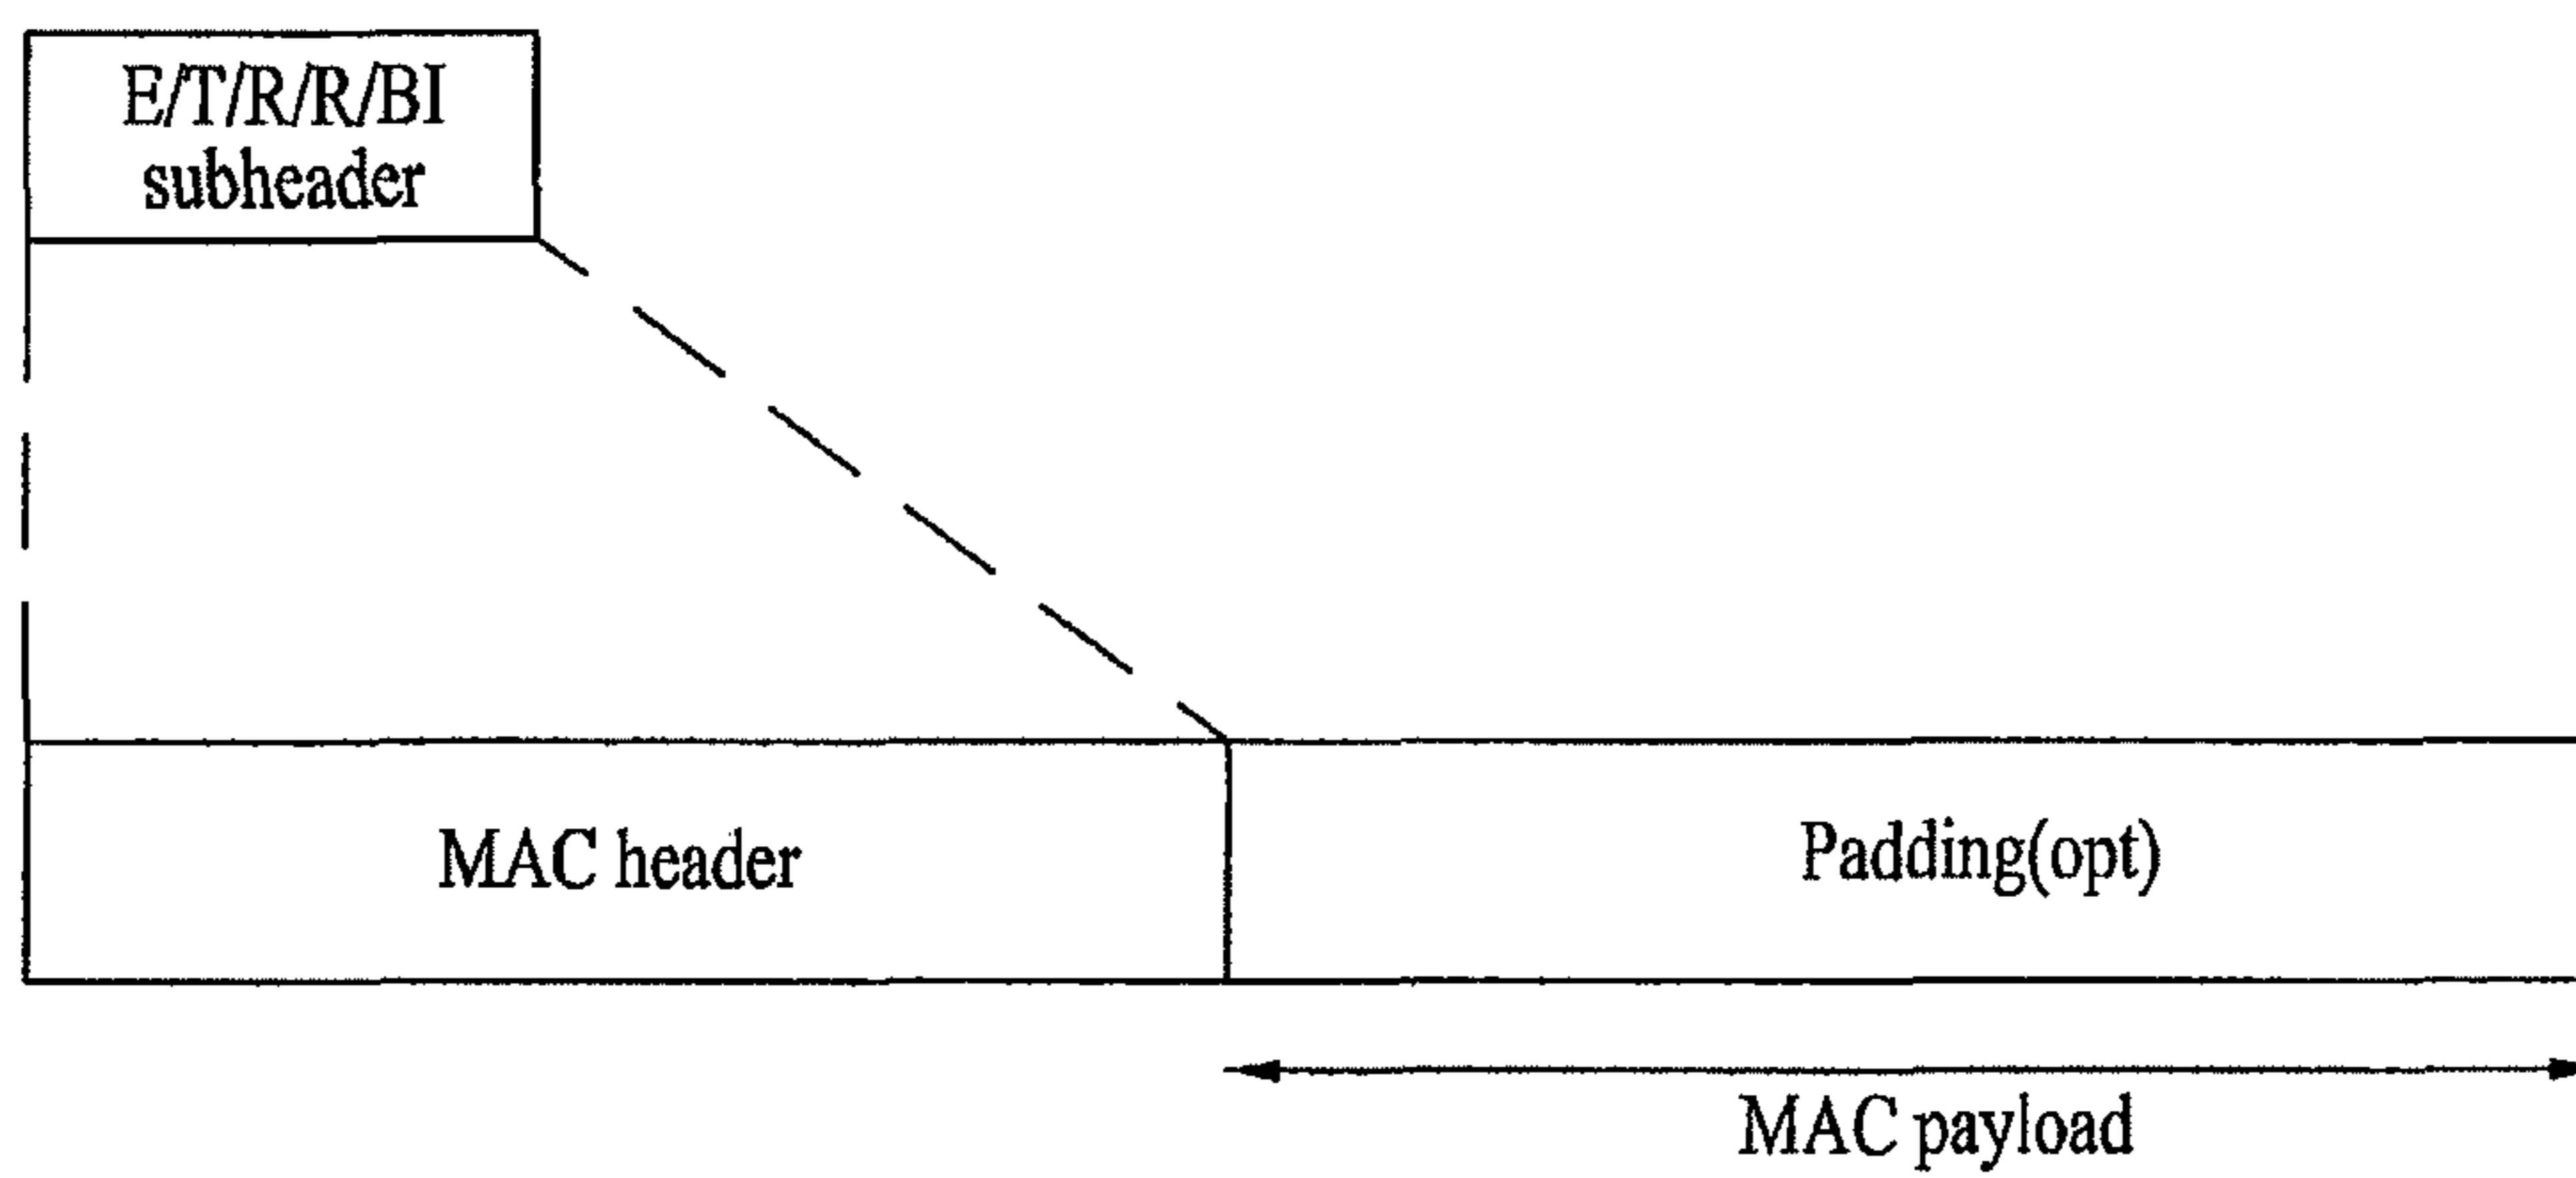 E/T/R/R/BI
subheader
MAC header
Padding(opt)
MAC payload